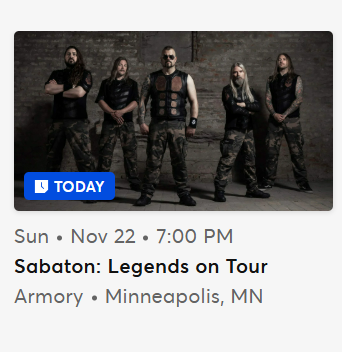 TODAY
Sun • Nov 22 • 7:00 PM
Sabaton: Legends on Tour
Armory • Minneapolis, MN